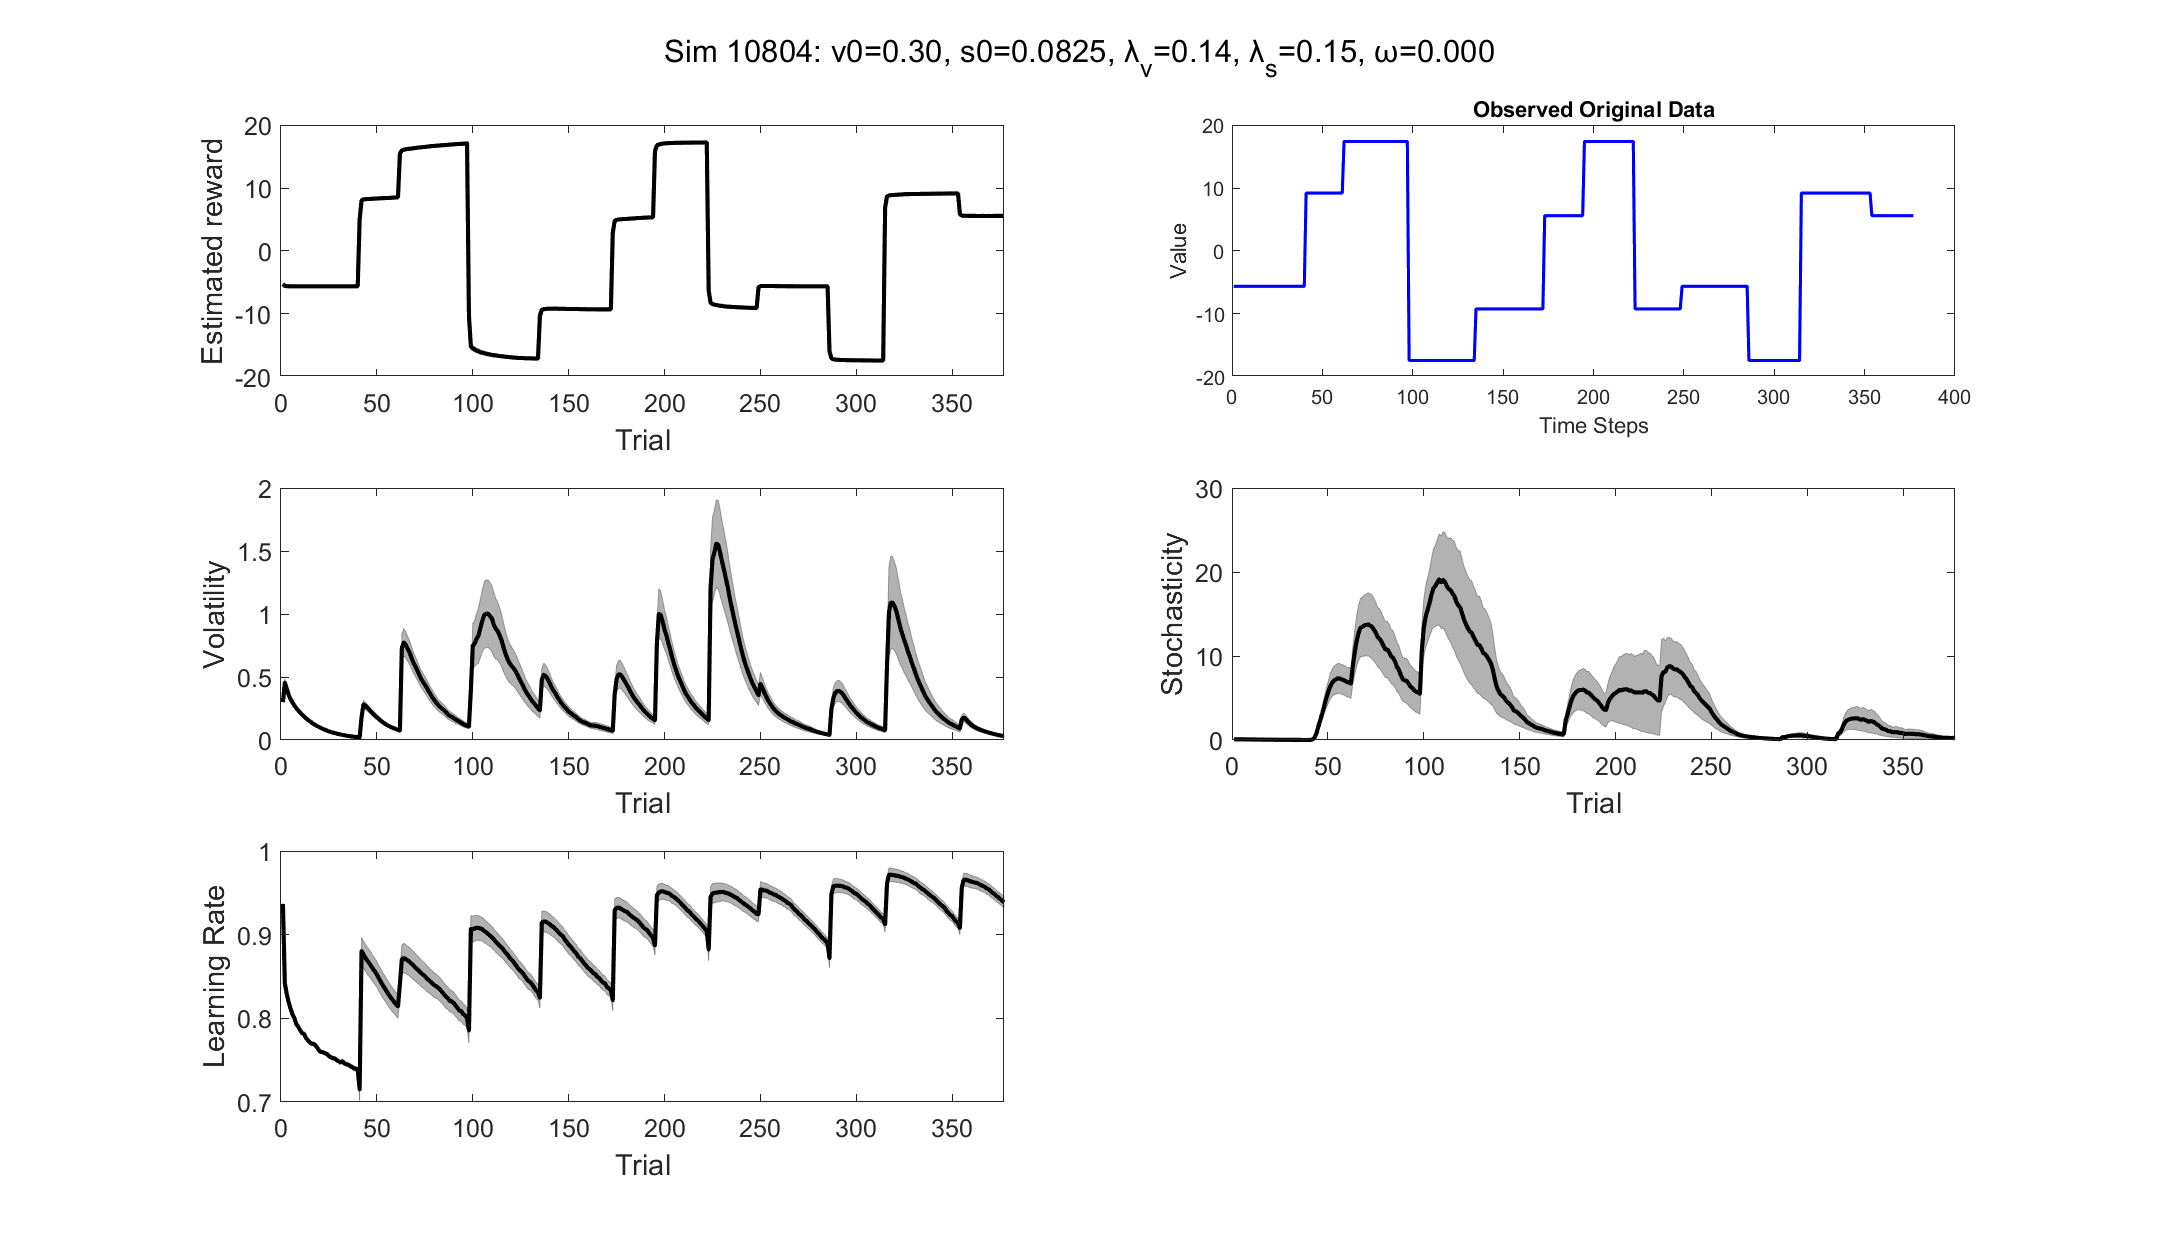 Sim 10804: v0=0.30, s0=0.0825, λ_v=0.14, λ_s=0.15, ω=0.000
20
10
0
-10
-20
Estimated reward
0 50 100 150 200 250 300 350
Trial
Observed Original Data
20
10
0
-10
-20
Value
0 50 100 150 200 250 300 350 400
Time Steps
2
1.5
1
0.5
0
Volatility
0 50 100 150 200 250 300 350
Trial
30
20
10
0
Stochasticity
0 50 100 150 200 250 300 350
Trial
1
0.9
0.8
0.7
Learning Rate
0 50 100 150 200 250 300 350
Trial